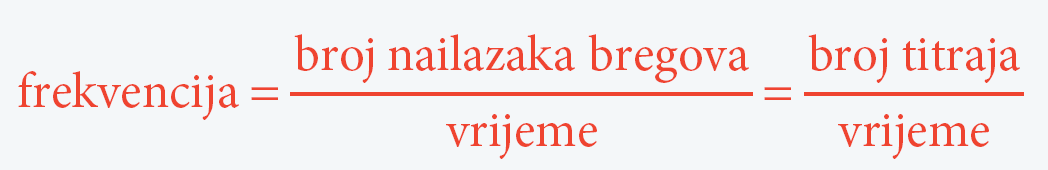 broj nailazaka bregova broj titraja
frekvencija = =
vrijeme vrijeme